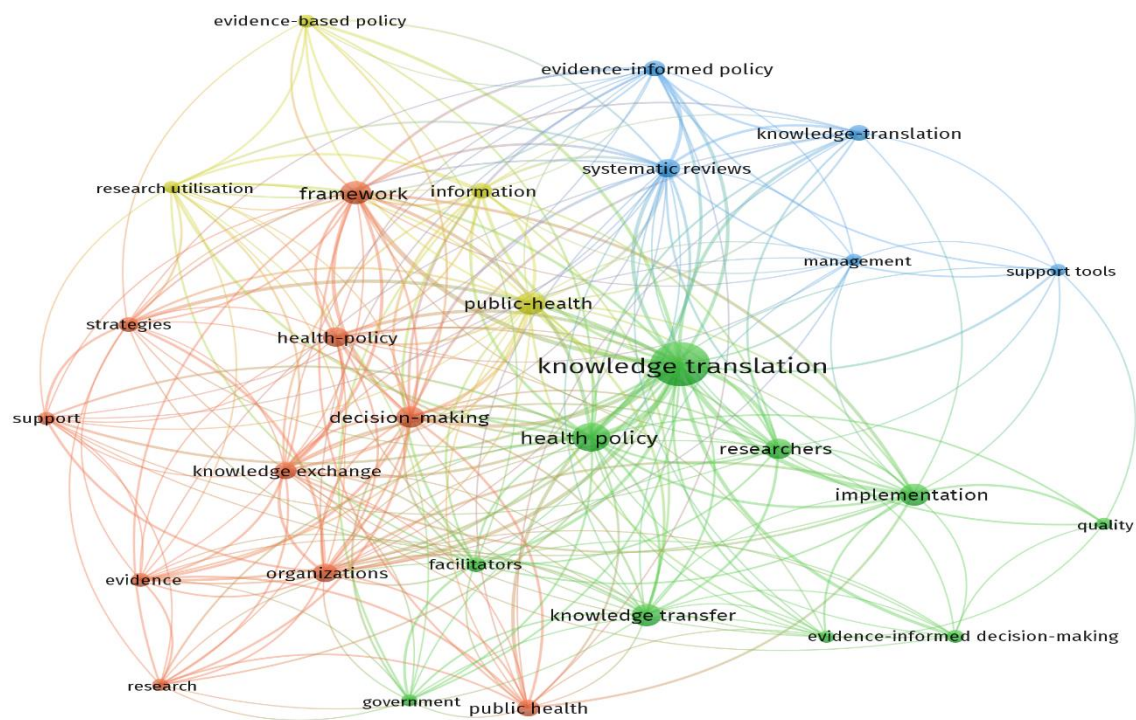 evidence-based policy
evidence-informed policy
knowledge-translation
systematic reviews
research utilisation
framework
information
management
support tools
public-health
strategies
health-policy
knowledge translation
support
decision-making
health policy
researchers
knowledge exchange
implementation
quality
evidence
organizations
facilitators
knowledge transfer
evidence-informed decision-making
research
government
public health